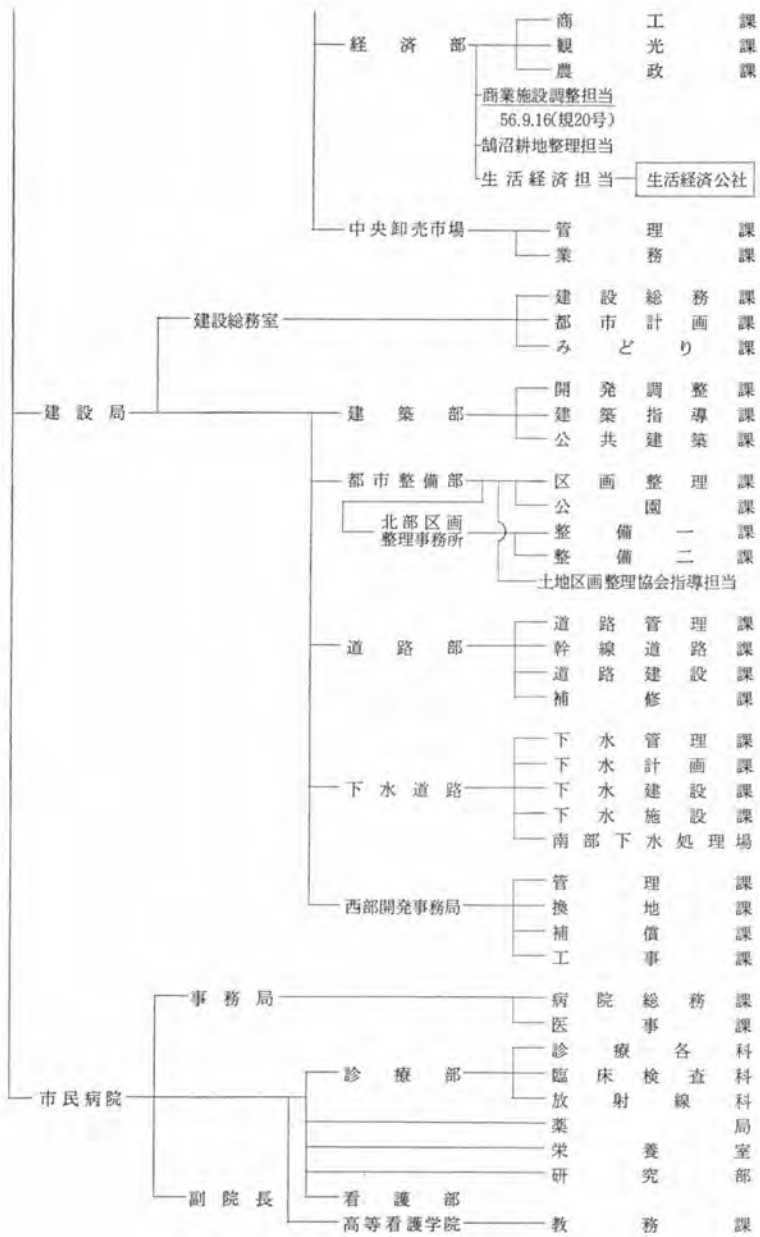 商工課
経済部 観光課
農政課
商業施設調整担当
56.9.16(規20号)
鵠沼耕地整理担当
生活経済担当 生活経済公社
中央卸売市場 管理課
業務課
建設総務課
建設総務室 都市計画課
みどり課
開発調整課
建設局 建築部 建築指導課
公共建築課
都市整備部 区画整理課
公園課
北部区画
整理事務所 整備一課
整備二課
土地区画整理協会指導担当
道路管理課
道路部 幹線道路課
道路建設課
補修課
下水管理課
下水計画課
下水道路 下水建設課
下水施設課
南部下水処理場
管理課
西部開発事務局 換地課
補償課
工事課
事務局 病院総務課
医事課
診療各科
診療部 臨床検査科
市民病院 放射線科
薬局
栄養室
研究部
副院長 看護部
高等看護学院 教務課